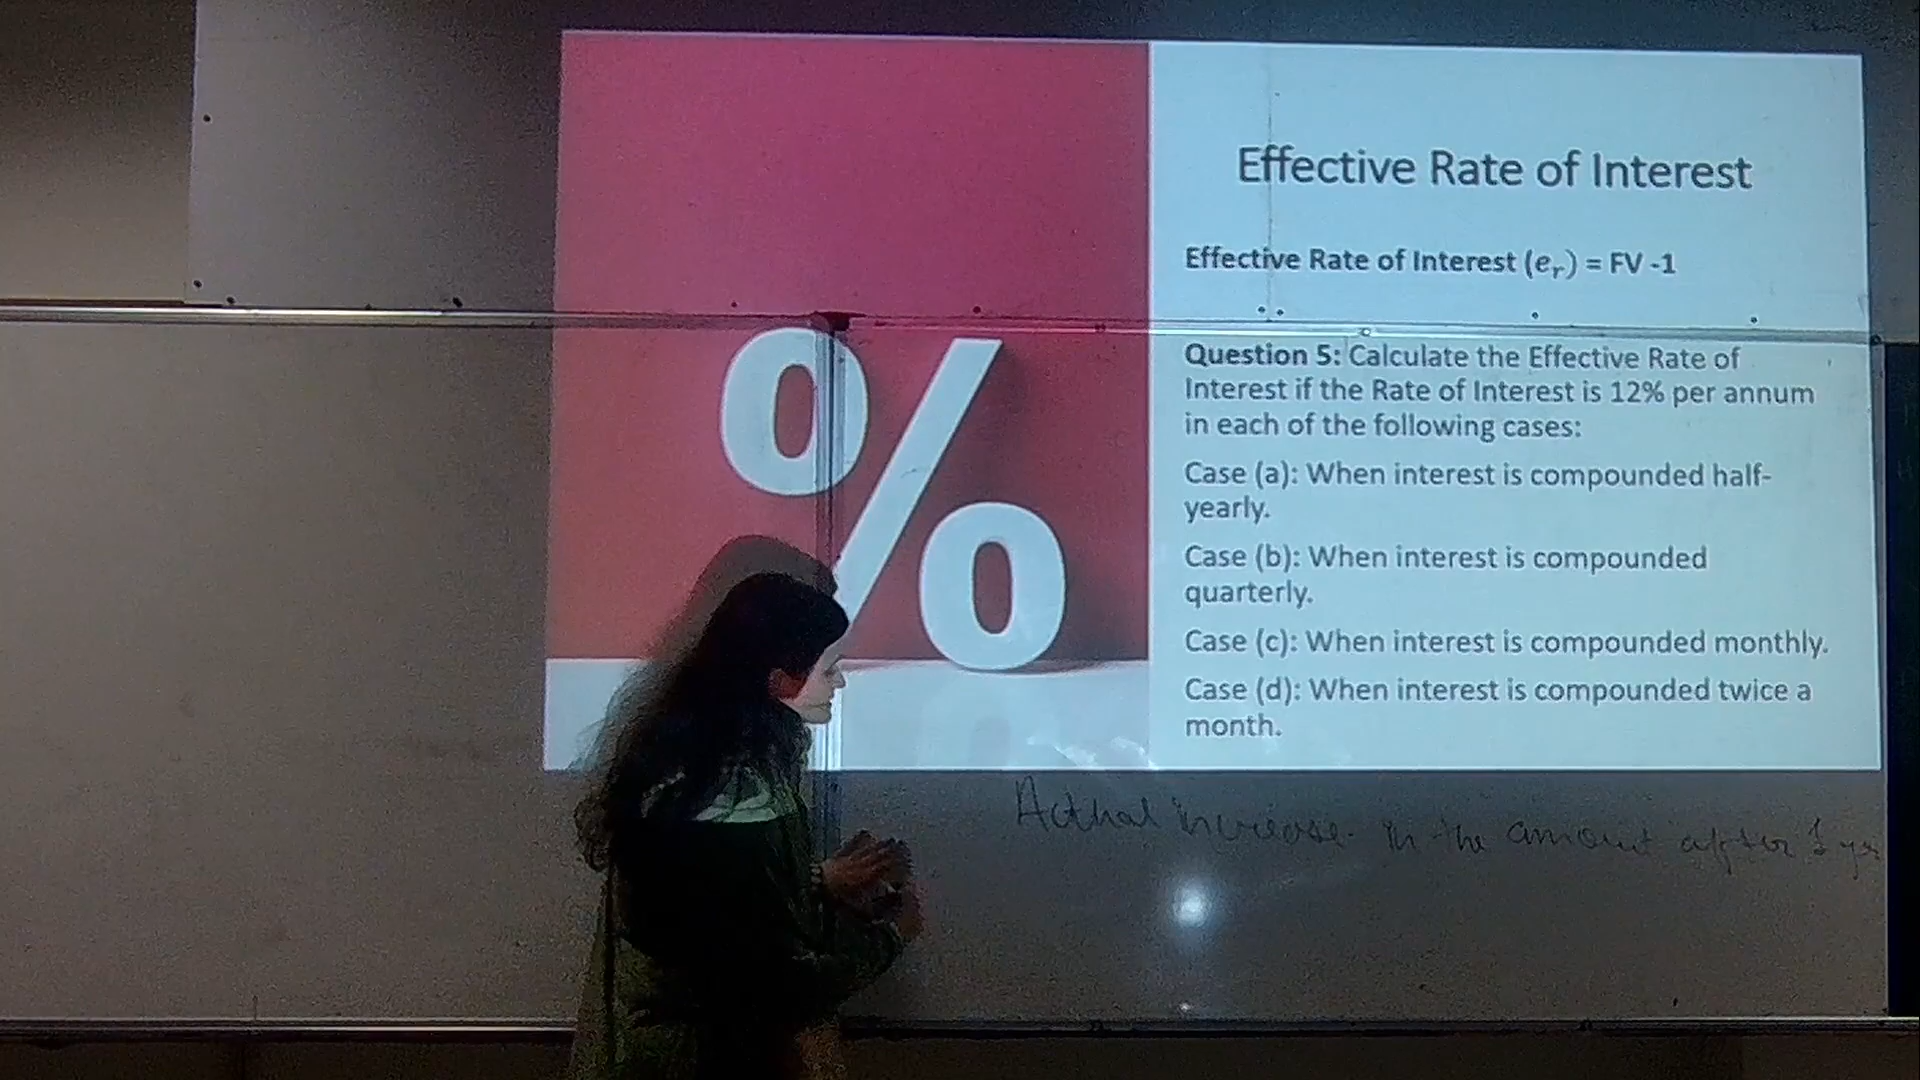 Effective Rate of Interest
Effective Rate of Interest (eᵣ) = FV -1
Question 5: Calculate the Effective Rate of
Interest if the Rate of Interest is 12% per annum
in each of the following cases:
Case (a): When interest is compounded half-
yearly.
Case (b): When interest is compounded
quarterly.
Case (c): When interest is compounded monthly.
Case (d): When interest is compounded twice a
month.
%
Actual increase in the amount after 1 yr